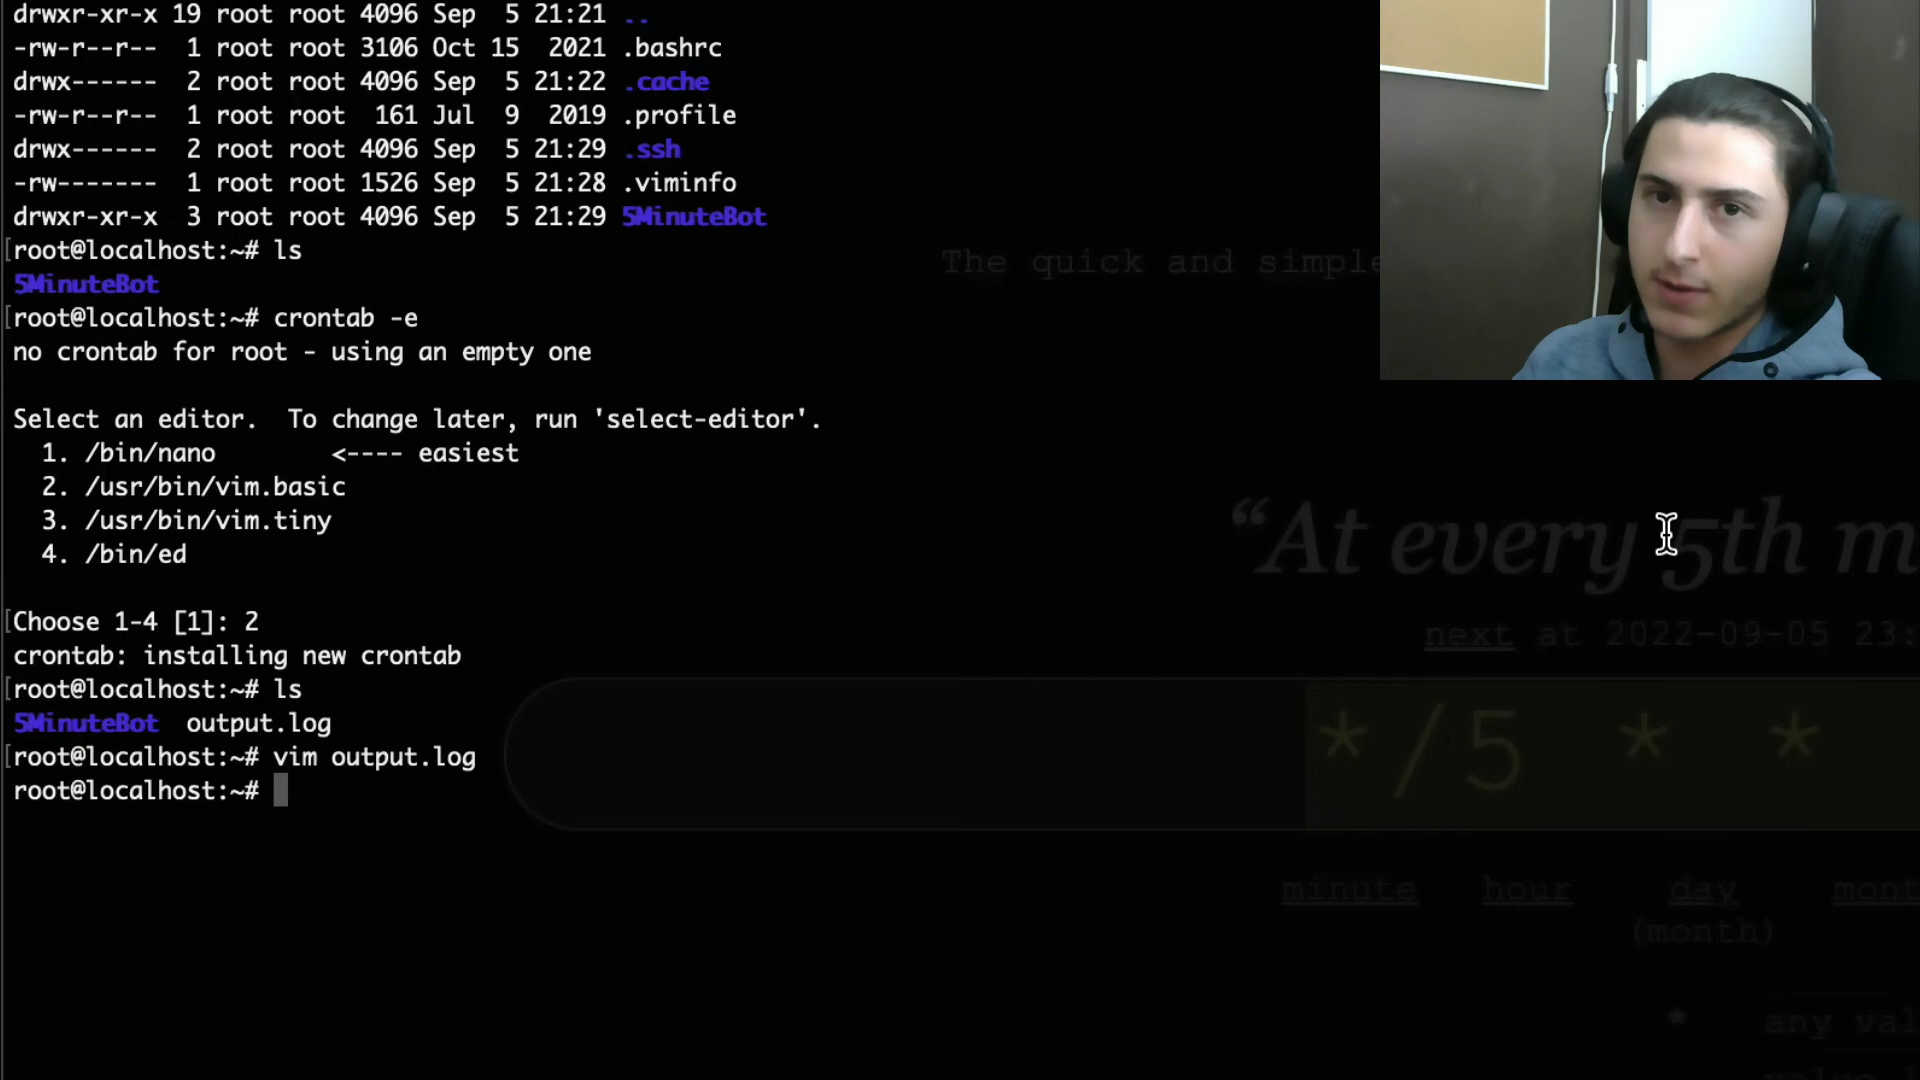 drwxr-xr-x 19 root root 4096 Sep  5 21:21 ..
-rw-r--r--  1 root root 3106 Oct 15  2021 .bashrc
drwx------  2 root root 4096 Sep  5 21:22 .cache
-rw-r--r--  1 root root  161 Jul  9  2019 .profile
drwx------  2 root root 4096 Sep  5 21:29 .ssh
-rw-------  1 root root 1526 Sep  5 21:28 .viminfo
drwxr-xr-x  3 root root 4096 Sep  5 21:29 5MinuteBot
[root@localhost:~# ls
5MinuteBot
[root@localhost:~# crontab -e
no crontab for root - using an empty one
Select an editor.  To change later, run 'select-editor'.
  1. /bin/nano        <---- easiest
  2. /usr/bin/vim.basic
  3. /usr/bin/vim.tiny
  4. /bin/ed
[Choose 1-4 [1]: 2
crontab: installing new crontab
[root@localhost:~# ls
5MinuteBot  output.log
[root@localhost:~# vim output.log
root@localhost:~#
The quick and simple
“At every 5th m
next at 2022-09-05 23:
*/5 * *
minute hour day mont
(month)
* any val